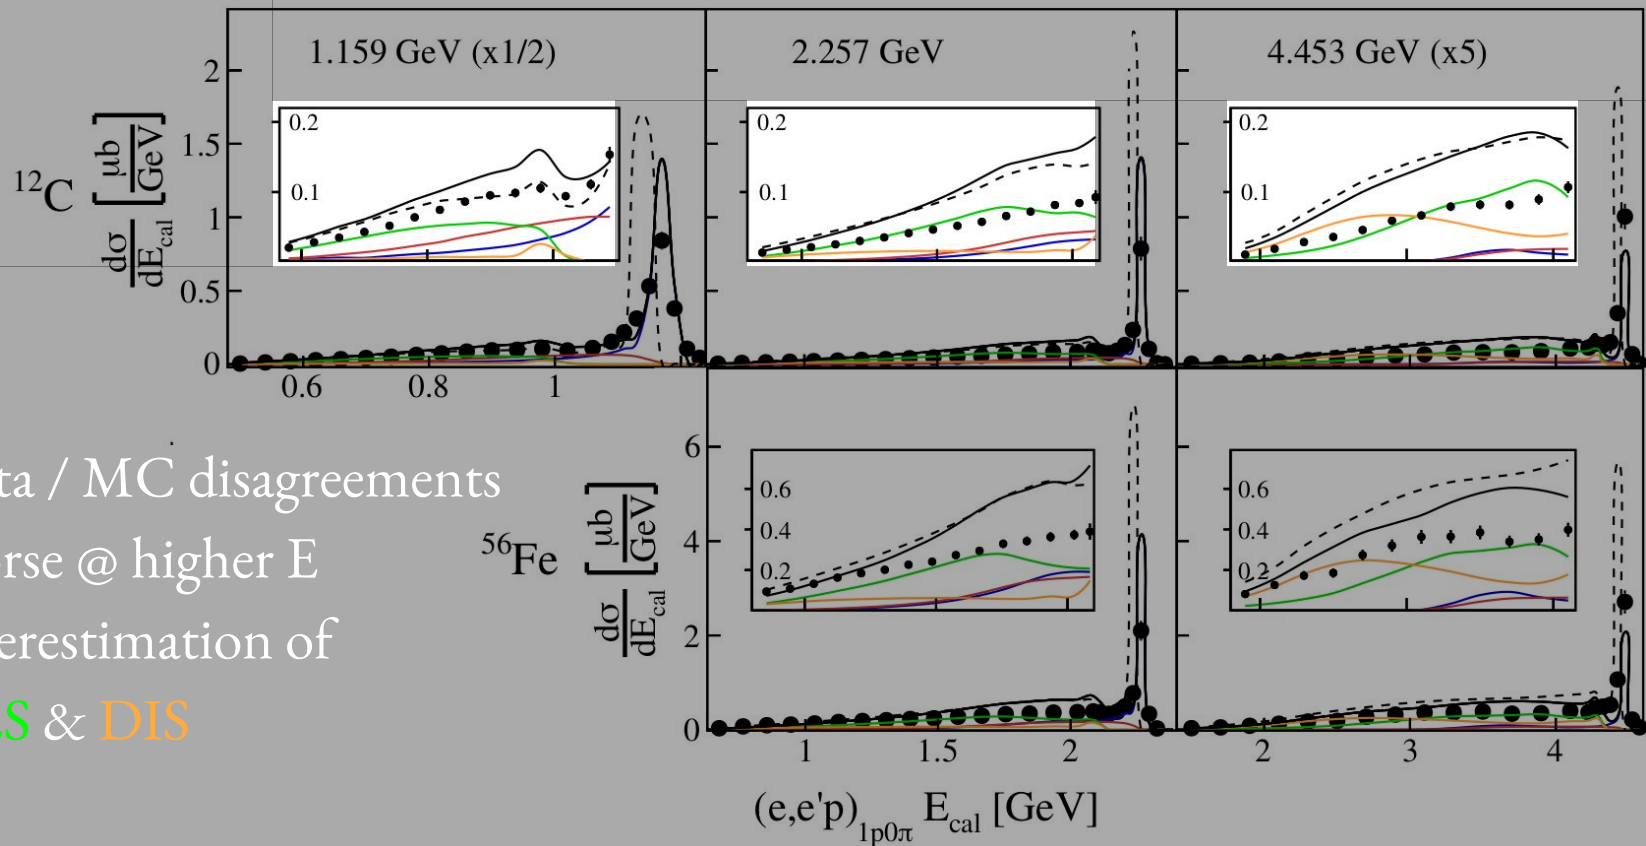 1.159 GeV (x1/2) 2.257 GeV 4.453 GeV (x5)
2
1.5
1
0.5
0
¹²C
dσ/dE_cal [μb/GeV]
0.2
0.1
0.2
0.1
0.2
0.1
0.6 0.8 1
disagreements
/ MC
@ higher E
of
& DIS
⁵⁶Fe
dσ/dE_cal [μb/GeV]
6
4
2
0
0.6
0.4
0.2
0.6
0.4
0.2
1 1.5 2
2 3 4
(e,e'p)_1p0π E_cal [GeV]